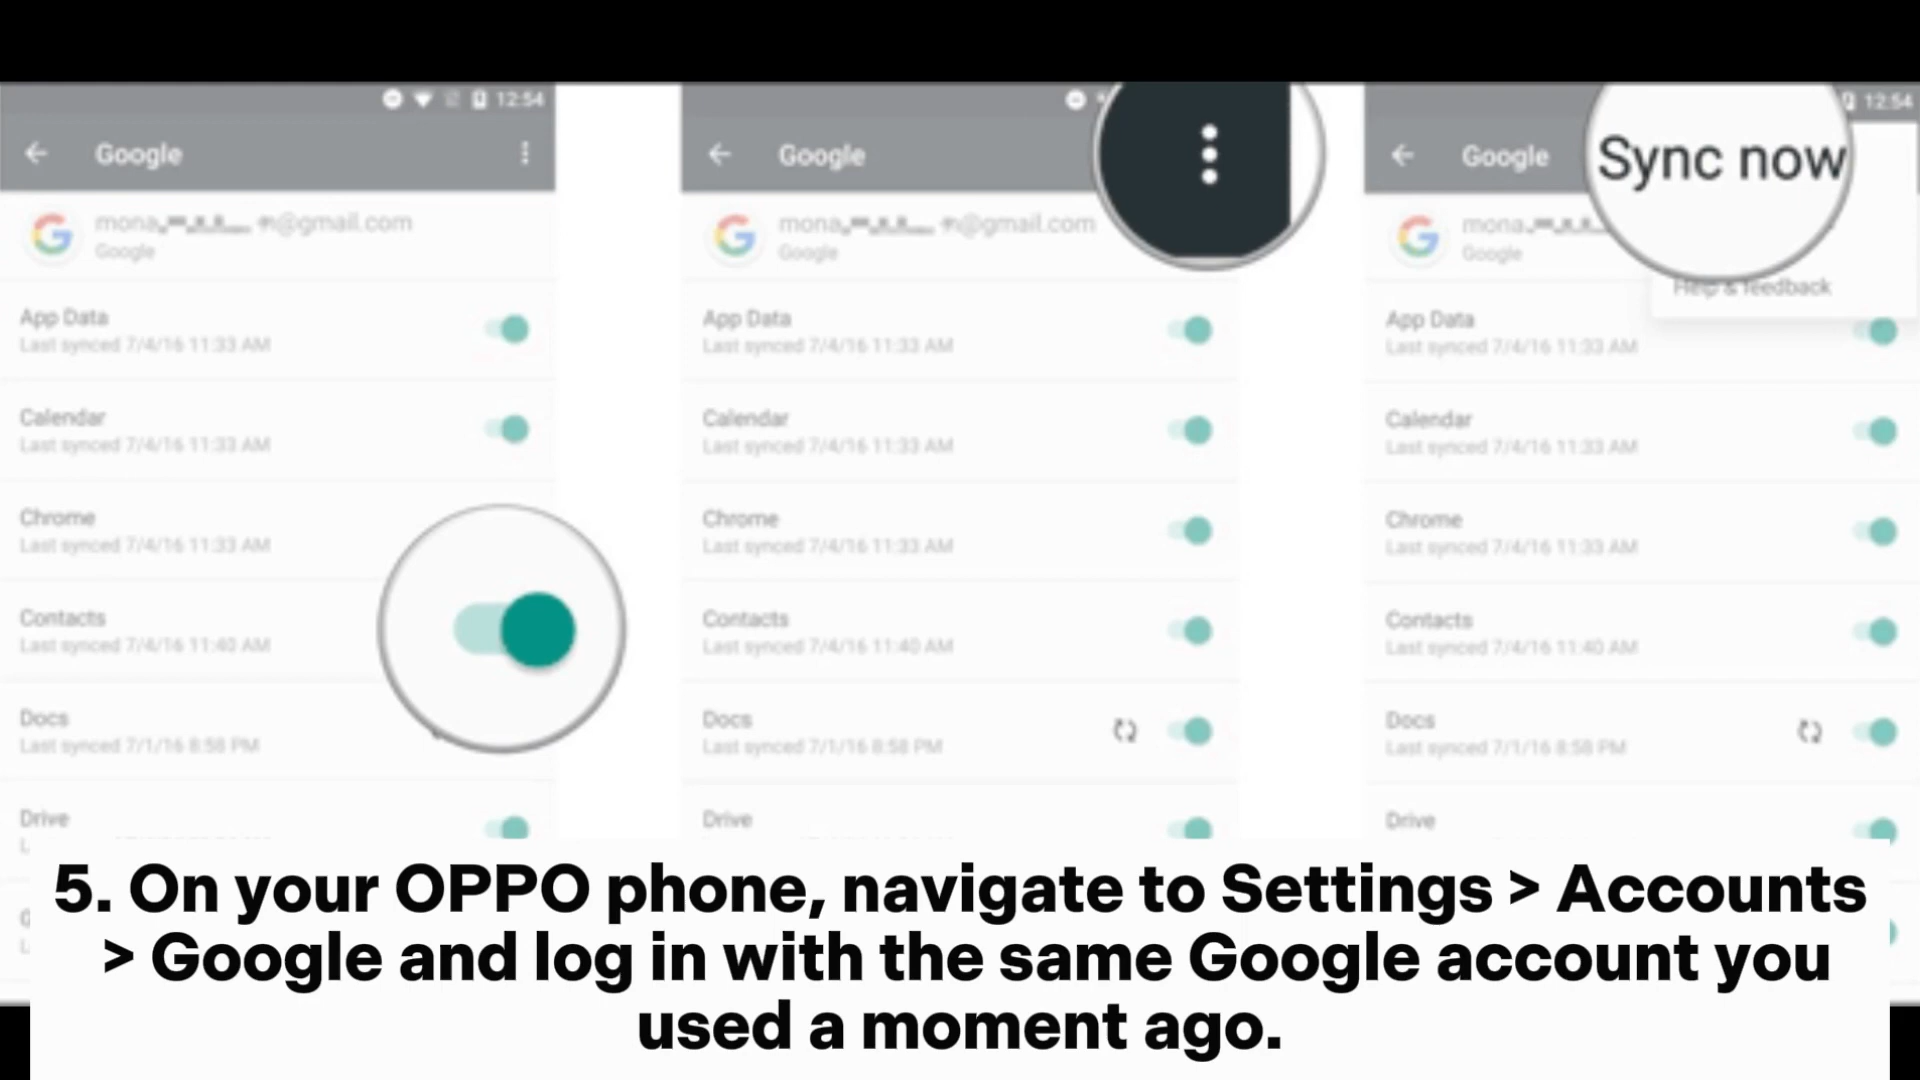 12:54
Google
mona
@gmail.com
Google
App Data
Last synced 7/4/16 11:33 AM
Calendar
Last synced 7/4/16 11:33 AM
Chrome
Last synced 7/4/16 11:33 AM
Contacts
Last synced 7/4/16 11:40 AM
Docs
Last synced 7/1/16 8:58 PM
Drive
Google
mona
@gmail.com
Google
App Data
Last synced 7/4/16 11:33 AM
Calendar
Last synced 7/4/16 11:33 AM
Chrome
Last synced 7/4/16 11:33 AM
Contacts
Last synced 7/4/16 11:40 AM
Docs
Last synced 7/1/16 8:58 PM
Drive
12:54
Google
Sync now
mona
Google
Help & feedback
App Data
Last synced 7/4/16 11:33 AM
Calendar
Last synced 7/4/16 11:33 AM
Chrome
Last synced 7/4/16 11:33 AM
Contacts
Last synced 7/4/16 11:40 AM
Docs
Last synced 7/1/16 8:58 PM
Drive
5. On your OPPO phone, navigate to Settings > Accounts
> Google and log in with the same Google account you
used a moment ago.